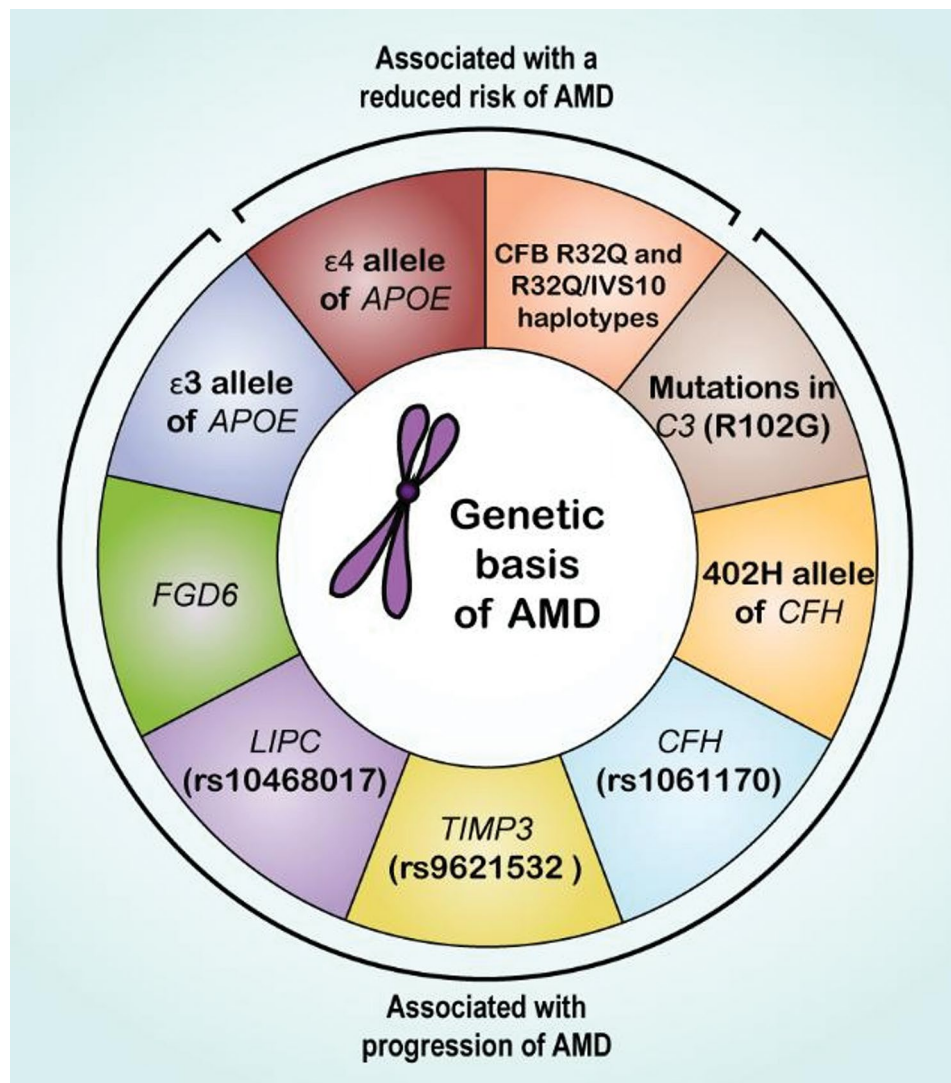 Associated with a
reduced risk of AMD
ε4 allele
of APOE
CFB R32Q and
R32Q/IVS10
haplotypes
Mutations in
C3 (R102G)
402H allele
of CFH
CFH
(rs1061170)
TIMP3
(rs9621532 )
LIPC
(rs10468017)
FGD6
ε3 allele
of APOE
Genetic
basis
of AMD
Associated with
progression of AMD